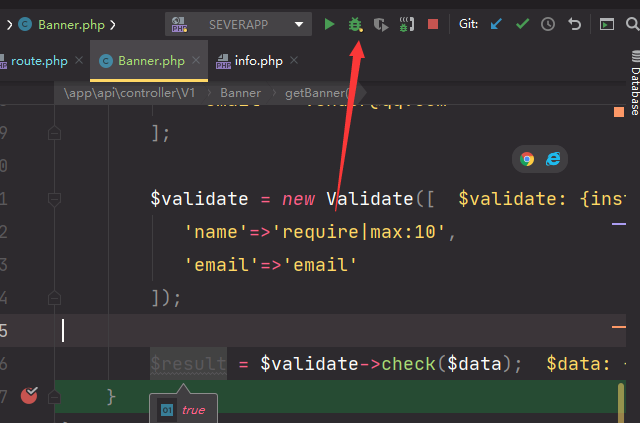 Banner.php
SEVERAPP
Git:
route.php
Banner.php
info.php
\app\api\controller\V1
Banner
getBanner()
Database
9
];
0
1
$validate = new Validate([ $validate: {inst
2
'name'=>'require|max:10',
3
'email'=>'email'
4
]);
5
6
$result = $validate->check($data); $data:
7
}
01 true